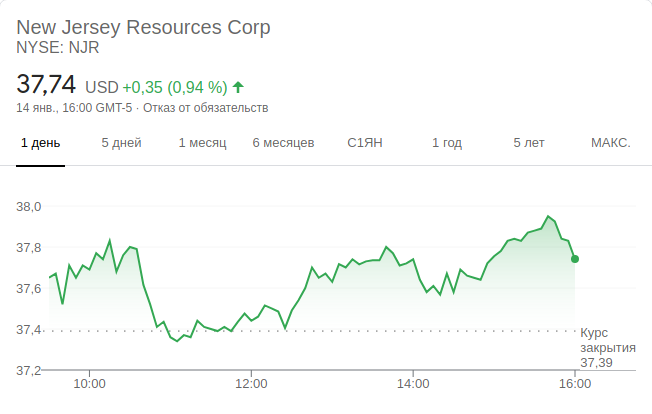 New Jersey Resources Corp
NYSE: NJR
37,74 USD +0,35 (0,94 %)
14 янв., 16:00 GMT-5 · Отказ от обязательств
1 день 5 дней 1 месяц 6 месяцев С1ЯН 1 год 5 лет МАКС.
38,0
37,8
37,6
37,4
Курс
закрытия
37,39
37,2
10:00 12:00 14:00 16:00